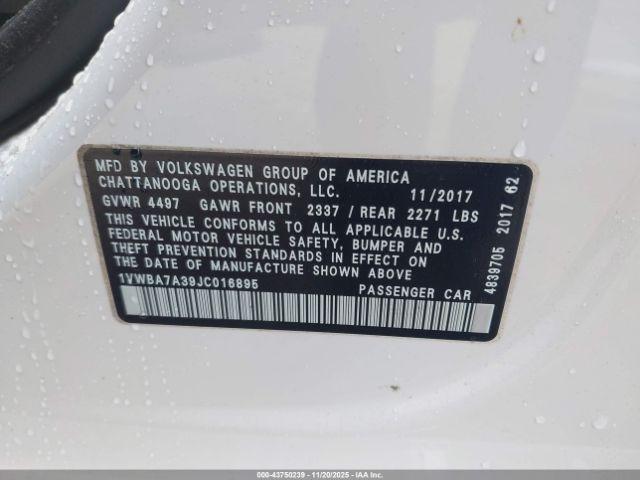 MFD BY VOLKSWAGEN GROUP OF AMERICA
CHATTANOOGA OPERATIONS, LLC. 11/2017
GVWR 4497 GAWR FRONT 2337 / REAR 2271 LBS
THIS VEHICLE CONFORMS TO ALL APPLICABLE U.S.
FEDERAL MOTOR VEHICLE SAFETY, BUMPER AND
THEFT PREVENTION STANDARDS IN EFFECT ON
THE DATE OF MANUFACTURE SHOWN ABOVE
1VWBA7A39JC016895 PASSENGER CAR
4839705 2017 62
000-43750239 - 11/20/2025 - IAAI.COM